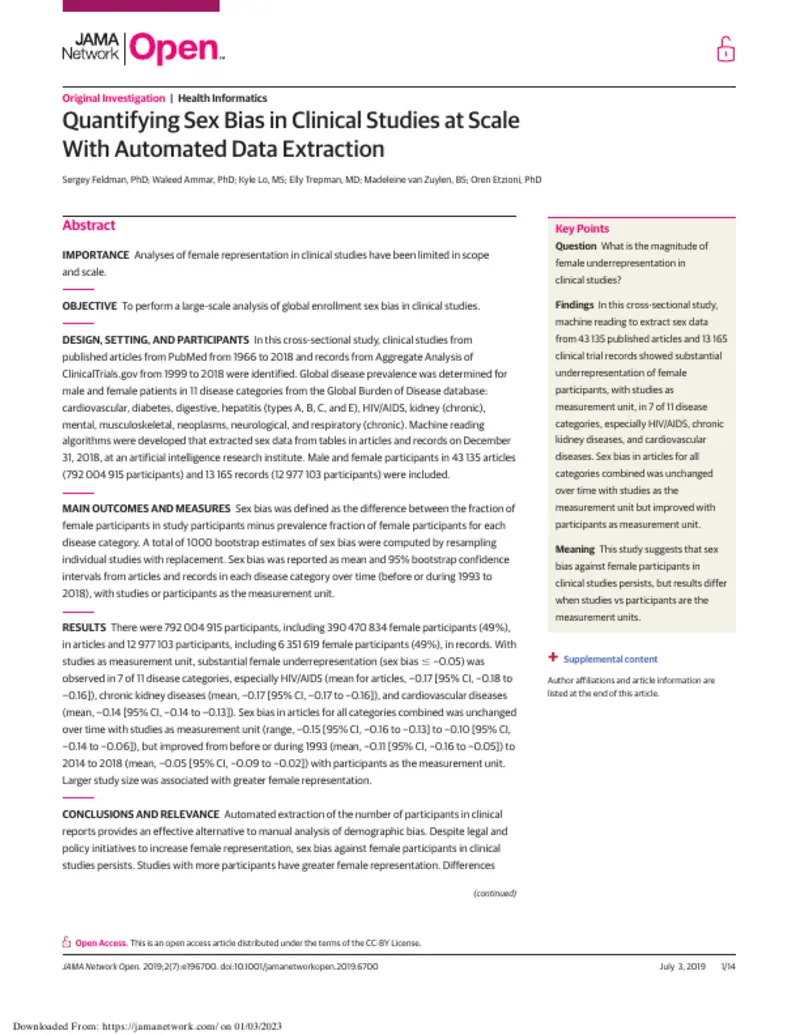 JAMA Network Open™
Original Investigation | Health Informatics
Quantifying Sex Bias in Clinical Studies at Scale
With Automated Data Extraction
Sergey Feldman, PhD; Waleed Ammar, PhD; Kyle Lo, MS; Elly Trepman, MD; Madeleine van Zuylen, BS; Oren Etzioni, PhD
Abstract
IMPORTANCE Analyses of female representation in clinical studies have been limited in scope
and scale.
OBJECTIVE To perform a large-scale analysis of global enrollment sex bias in clinical studies.
DESIGN, SETTING, AND PARTICIPANTS In this cross-sectional study, clinical studies from
published articles from PubMed from 1966 to 2018 and records from Aggregate Analysis of
ClinicalTrials.gov from 1999 to 2018 were identified. Global disease prevalence was determined for
male and female patients in 11 disease categories from the Global Burden of Disease database:
cardiovascular, diabetes, digestive, hepatitis (types A, B, C, and E), HIV/AIDS, kidney (chronic),
mental, musculoskeletal, neoplasms, neurological, and respiratory (chronic). Machine reading
algorithms were developed that extracted sex data from tables in articles and records on December
31, 2018, at an artificial intelligence research institute. Male and female participants in 43 135 articles
(792 004 915 participants) and 13 165 records (12 977 103 participants) were included.
MAIN OUTCOMES AND MEASURES Sex bias was defined as the difference between the fraction of
female participants in study participants minus prevalence fraction of female participants for each
disease category. A total of 1000 bootstrap estimates of sex bias were computed by resampling
individual studies with replacement. Sex bias was reported as mean and 95% bootstrap confidence
intervals from articles and records in each disease category over time (before or during 1993 to
2018), with studies or participants as the measurement unit.
RESULTS There were 792 004 915 participants, including 390 470 834 female participants (49%),
in articles and 12 977 103 participants, including 6 351 619 female participants (49%), in records. With
studies as measurement unit, substantial female underrepresentation (sex bias ≤ −0.05) was
observed in 7 of 11 disease categories, especially HIV/AIDS (mean for articles, −0.17 [95% CI, −0.18 to
−0.16]), chronic kidney diseases (mean, −0.17 [95% CI, −0.17 to −0.16]), and cardiovascular diseases
(mean, −0.14 [95% CI, −0.14 to −0.13]). Sex bias in articles for all categories combined was unchanged
over time with studies as measurement unit (range, −0.15 [95% CI, −0.16 to −0.13] to −0.10 [95% CI,
−0.14 to −0.06]), but improved from before or during 1993 (mean, −0.11 [95% CI, −0.16 to −0.05]) to
2014 to 2018 (mean, −0.05 [95% CI, −0.09 to −0.02]) with participants as the measurement unit.
Larger study size was associated with greater female representation.
CONCLUSIONS AND RELEVANCE Automated extraction of the number of participants in clinical
reports provides an effective alternative to manual analysis of demographic bias. Despite legal and
policy initiatives to increase female representation, sex bias against female participants in clinical
studies persists. Studies with more participants have greater female representation. Differences
(continued)
Key Points
Question What is the magnitude of
female underrepresentation in
clinical studies?
Findings In this cross-sectional study,
machine reading to extract sex data
from 43 135 published articles and 13 165
clinical trial records showed substantial
underrepresentation of female
participants, with studies as
measurement unit, in 7 of 11 disease
categories, especially HIV/AIDS, chronic
kidney diseases, and cardiovascular
diseases. Sex bias in articles for all
categories combined was unchanged
over time with studies as the
measurement unit but improved with
participants as measurement unit.
Meaning This study suggests that sex
bias against female participants in
clinical studies persists, but results differ
when studies vs participants are the
measurement units.
+ Supplemental content
Author affiliations and article information are
listed at the end of this article.
Open Access. This is an open access article distributed under the terms of the CC-BY License.
JAMA Network Open. 2019;2(7):e196700. doi:10.1001/jamanetworkopen.2019.6700
July 3, 2019 1/14
Downloaded From: https://jamanetwork.com/ on 01/03/2023